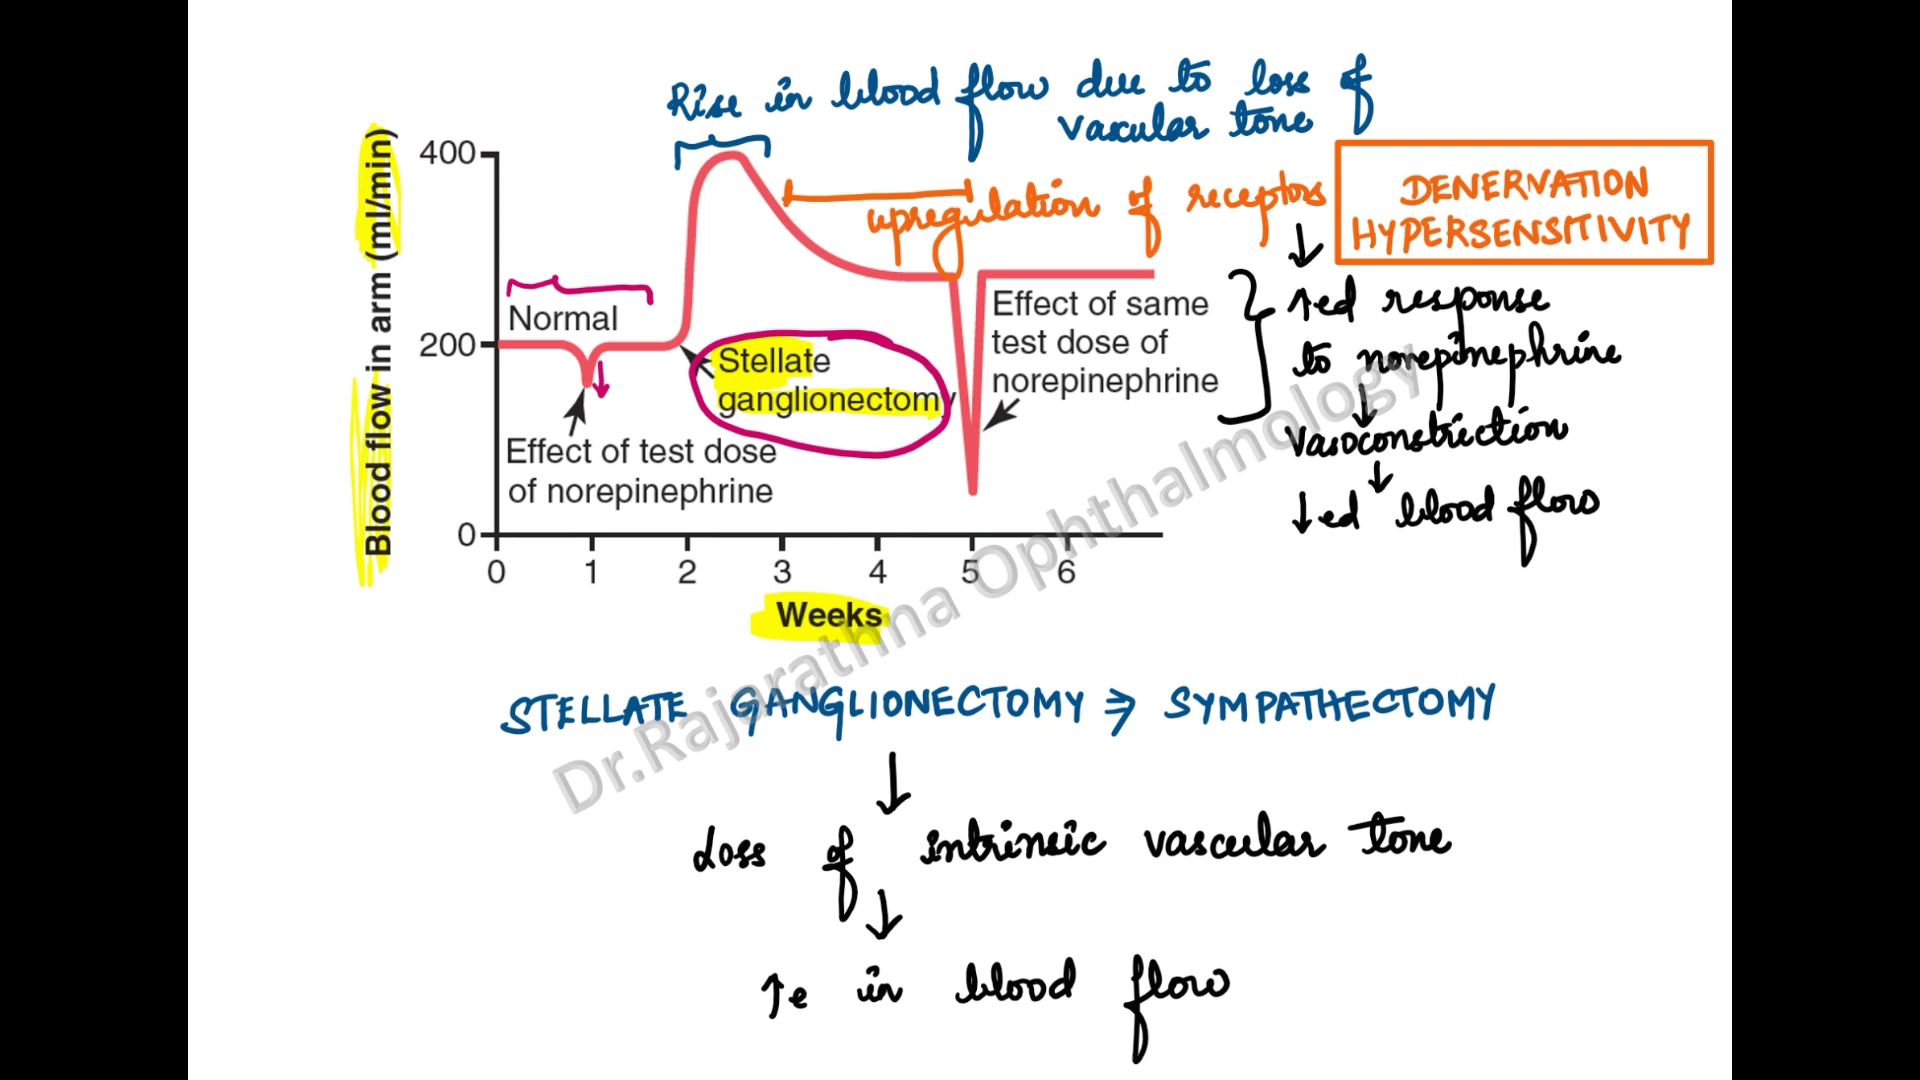 Rise in blood flow due to loss of
vascular tone
Blood flow in arm (ml/min)
400
200
0
upregulation of receptors
DENERVATION
HYPERSENSITIVITY
Normal
Stellate
ganglionectomy
Effect of test dose
of norepinephrine
Effect of same
test dose of
norepinephrine
↓
↑ed response
to norepinephrine
↓
vasoconstriction
↓
↓ed blood flow
0 1 2 3 4 5 6
Weeks
STELLATE GANGLIONECTOMY ⇒ SYMPATHECTOMY
↓
Loss of intrinsic vascular tone
↓
↑e in blood flow
Dr.Rajarathna Ophthalmology